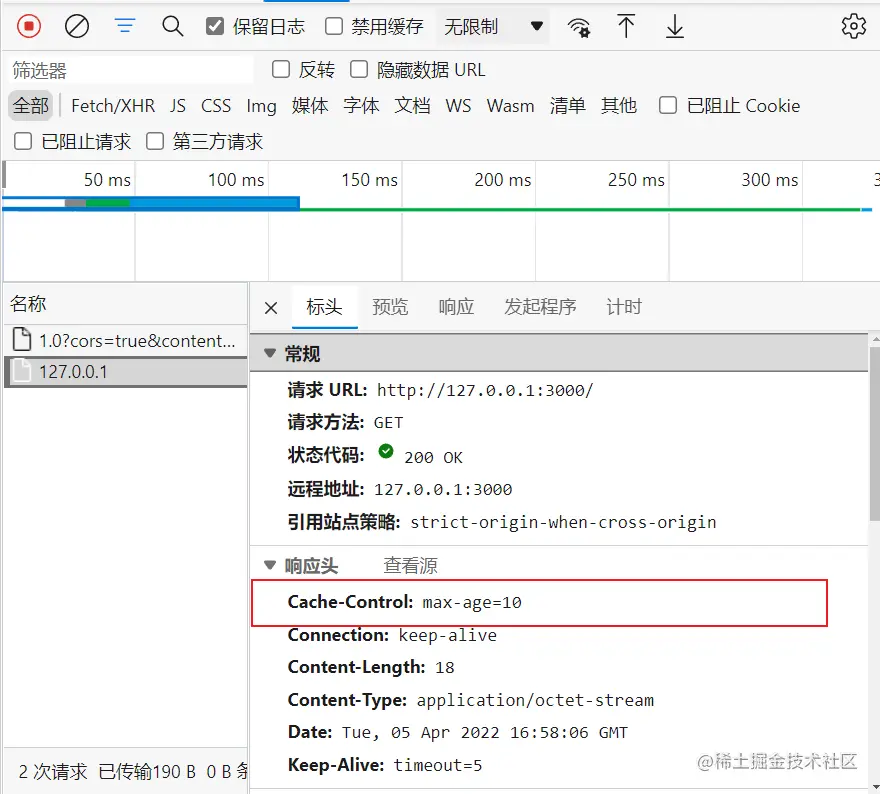 保留日志 禁用缓存 无限制
筛选器 反转 隐藏数据 URL
全部 Fetch/XHR JS CSS Img 媒体 字体 文档 WS Wasm 清单 其他 已阻止 Cookie
已阻止请求 第三方请求
50 ms 100 ms 150 ms 200 ms 250 ms 300 ms 3
名称
1.0?cors=true&content...
127.0.0.1
标头 预览 响应 发起程序 计时
常规
请求 URL: http://127.0.0.1:3000/
请求方法: GET
状态代码: 200 OK
远程地址: 127.0.0.1:3000
引用站点策略: strict-origin-when-cross-origin
响应头 查看源
Cache-Control: max-age=10
Connection: keep-alive
Content-Length: 18
Content-Type: application/octet-stream
Date: Tue, 05 Apr 2022 16:58:06 GMT
Keep-Alive: timeout=5
2 次请求 已传输190 B 0 B 条
@稀土掘金技术社区